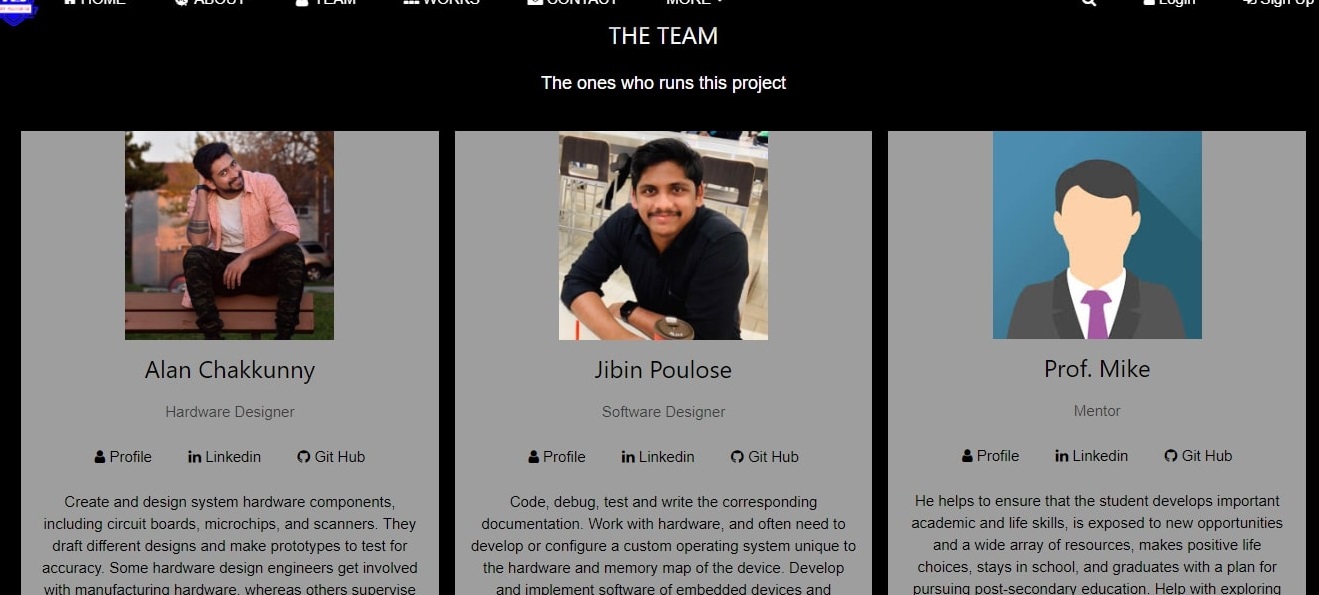 HOME ABOUT TEAM WORKS CONTACT MORE Login Sign Up
THE TEAM
The ones who runs this project
Alan Chakkunny
Hardware Designer
Profile Linkedin Git Hub
Create and design system hardware components,
including circuit boards, microchips, and scanners. They
draft different designs and make prototypes to test for
accuracy. Some hardware design engineers get involved
with manufacturing hardware, whereas others supervise
Jibin Poulose
Software Designer
Profile Linkedin Git Hub
Code, debug, test and write the corresponding
documentation. Work with hardware, and often need to
develop or configure a custom operating system unique to
the hardware and memory map of the device. Develop
and implement software of embedded devices and
Prof. Mike
Mentor
Profile Linkedin Git Hub
He helps to ensure that the student develops important
academic and life skills, is exposed to new opportunities
and a wide array of resources, makes positive life
choices, stays in school, and graduates with a plan for
pursuing post-secondary education. Help with exploring